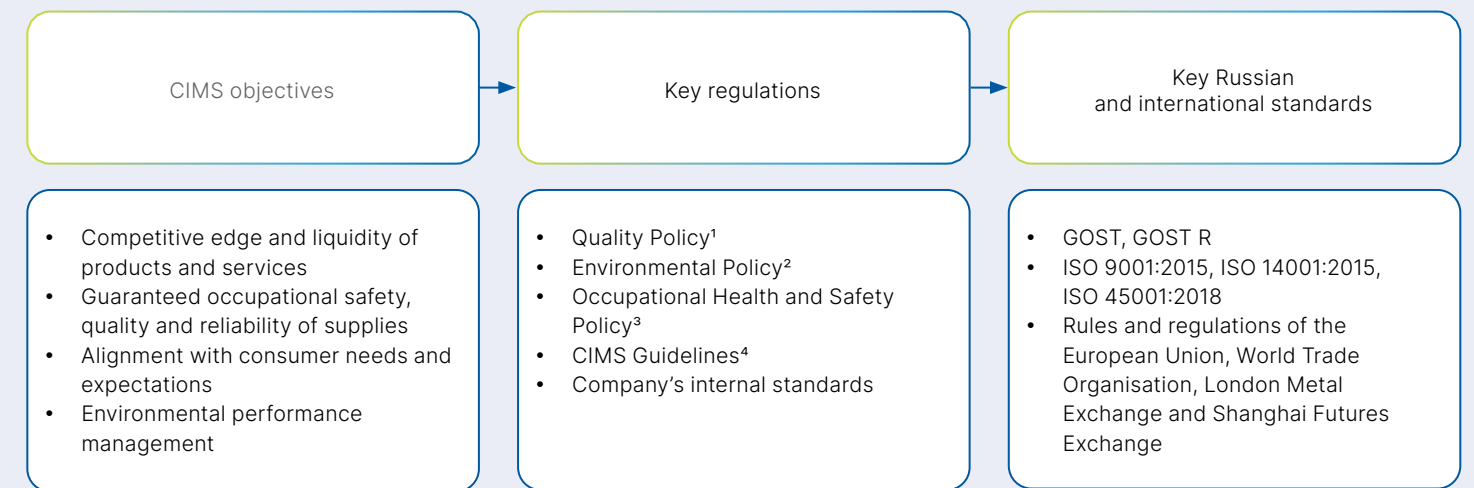 CIMS objectives
Key regulations
Key Russian
and international standards
• Competitive edge and liquidity of
products and services
• Guaranteed occupational safety,
quality and reliability of supplies
• Alignment with consumer needs and
expectations
• Environmental performance
management
• Quality Policy¹
• Environmental Policy²
• Occupational Health and Safety
Policy³
• CIMS Guidelines⁴
• Company’s internal standards
• GOST, GOST R
• ISO 9001:2015, ISO 14001:2015,
ISO 45001:2018
• Rules and regulations of the
European Union, World Trade
Organisation, London Metal
Exchange and Shanghai Futures
Exchange